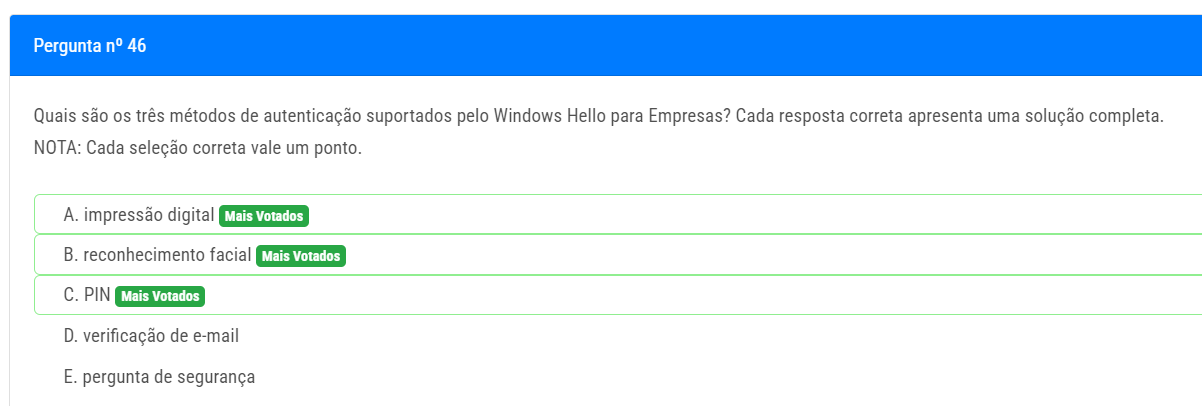 Pergunta nº 46
Quais são os três métodos de autenticação suportados pelo Windows Hello para Empresas? Cada resposta correta apresenta uma solução completa.
NOTA: Cada seleção correta vale um ponto.
A. impressão digital Mais Votados
B. reconhecimento facial Mais Votados
C. PIN Mais Votados
D. verificação de e-mail
E. pergunta de segurança